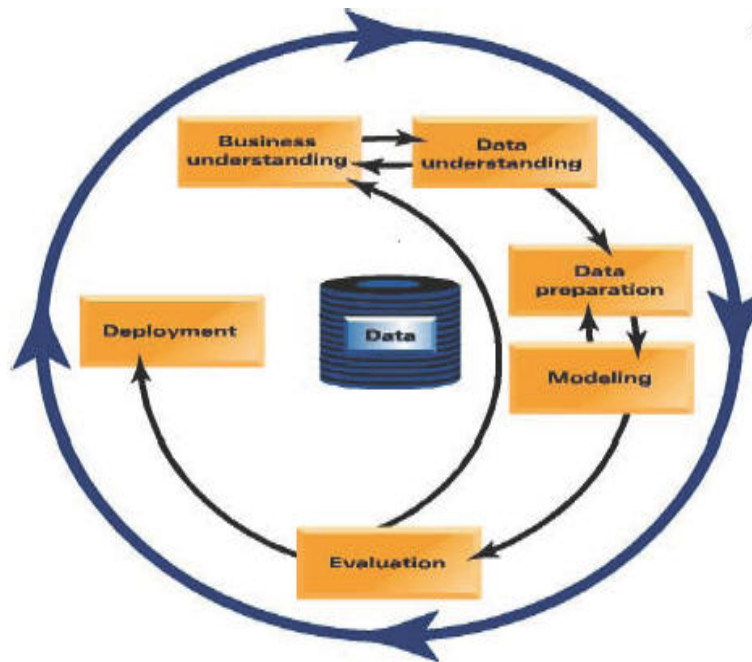 Business
understanding
Data
understanding
Data
preparation
Deployment
Data
Modeling
Evaluation